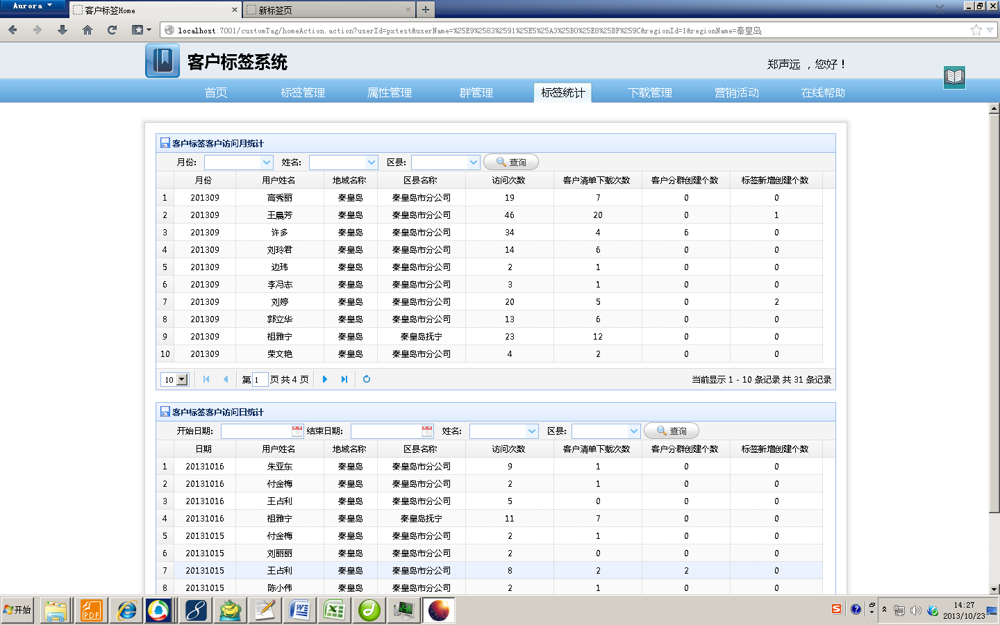 Aurora
客户标签Home
新标签页
localhost:7001/customTag/homeAction.action?userId=pxtest&userName=%25E9%2583%2591%25E5%25A3%25B0%25E8%25BF%259C&regionId=1&regionName=秦皇岛
客户标签系统
郑声远 ，您好！
首页 标签管理 属性管理 群管理 标签统计 下载管理 营销活动 在线帮助
客户标签客户访问月统计
月份: 姓名: 区县: 查询
月份 用户姓名 地域名称 区县名称 访问次数 客户清单下载次数 客户分群创建个数 标签新增创建个数
1 201309 高秀丽 秦皇岛 秦皇岛市分公司 19 7 0 0
2 201309 王晨芳 秦皇岛 秦皇岛市分公司 46 20 0 1
3 201309 许多 秦皇岛 秦皇岛市分公司 34 4 6 0
4 201309 刘玲君 秦皇岛 秦皇岛市分公司 14 6 0 0
5 201309 边玮 秦皇岛 秦皇岛市分公司 2 1 0 0
6 201309 李冯志 秦皇岛 秦皇岛市分公司 3 1 0 0
7 201309 刘婷 秦皇岛 秦皇岛市分公司 20 5 0 2
8 201309 郭立华 秦皇岛 秦皇岛市分公司 13 6 0 0
9 201309 祖雅宁 秦皇岛 秦皇岛抚宁 23 12 0 0
10 201309 荣文艳 秦皇岛 秦皇岛市分公司 4 2 0 0
10 第 1 页 共 4 页 当前显示 1 - 10 条记录 共 31 条记录
客户标签客户访问日统计
开始日期: 结束日期: 姓名: 区县: 查询
日期 用户姓名 地域名称 区县名称 访问次数 客户清单下载次数 客户分群创建个数 标签新增创建个数
1 20131016 朱亚东 秦皇岛 秦皇岛市分公司 9 1 0 0
2 20131016 付金梅 秦皇岛 秦皇岛市分公司 2 1 0 0
3 20131016 王占利 秦皇岛 秦皇岛市分公司 5 0 0 0
4 20131016 祖雅宁 秦皇岛 秦皇岛抚宁 11 7 0 0
5 20131015 付金梅 秦皇岛 秦皇岛市分公司 2 1 0 0
6 20131015 刘丽丽 秦皇岛 秦皇岛市分公司 2 0 0 0
7 20131015 王占利 秦皇岛 秦皇岛市分公司 8 2 2 0
8 20131015 陈小伟 秦皇岛 秦皇岛市分公司 2 1 0 0
开始
PDF
14:27
2013/10/23